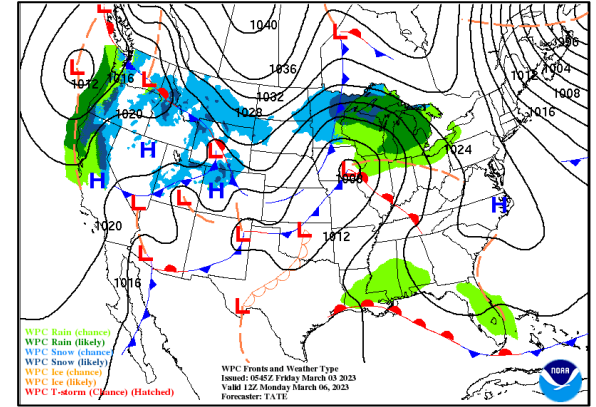 1040
996
1036
1012
1004
1012
1016
1032
1008
1020
1028
1016
1024
1008
1020
1012
1016
L
L
L
L
L
L
L
L
L
L
L
L
L
H
H
H
H
WPC Rain (chance)
WPC Rain (likely)
WPC Snow (chance)
WPC Snow (likely)
WPC Ice (chance)
WPC Ice (likely)
WPC T-storm (Chance) (Hatched)
WPC Fronts and Weather Type
Issued: 0545Z Friday March 03 2023
Valid 12Z Monday March 06, 2023
Forecaster: TATE
NOAA